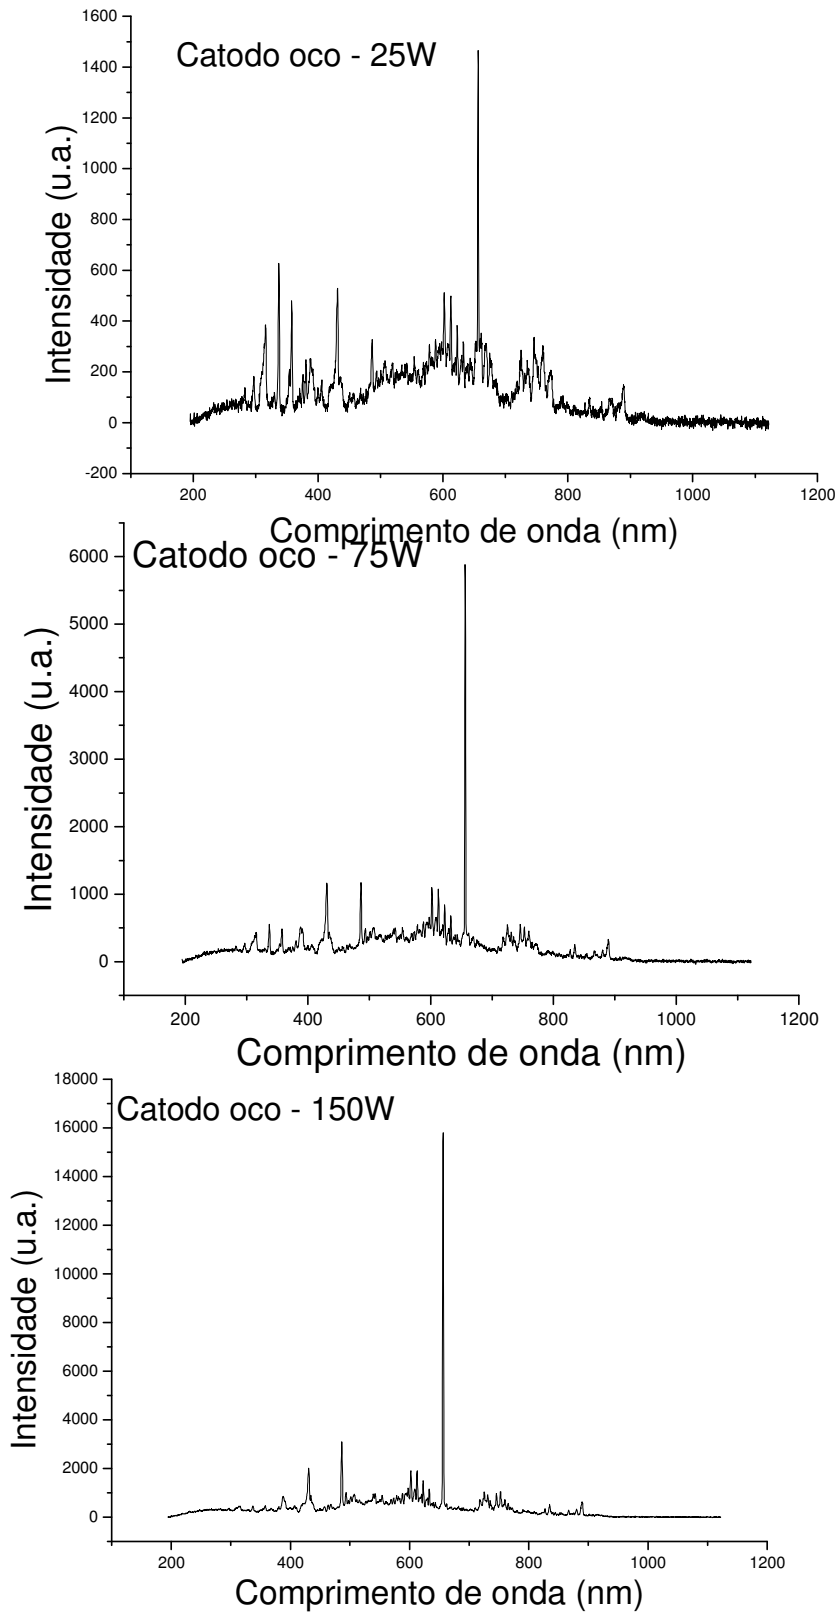 Catodo oco - 25W
Intensidade (u.a.)
1600
1400
1200
1000
800
600
400
200
0
-200
200 400 600 800 1000 1200
Comprimento de onda (nm)
Catodo oco - 75W
Intensidade (u.a.)
6000
5000
4000
3000
2000
1000
0
200 400 600 800 1000 1200
Comprimento de onda (nm)
Catodo oco - 150W
Intensidade (u.a.)
18000
16000
14000
12000
10000
8000
6000
4000
2000
0
200 400 600 800 1000 1200
Comprimento de onda (nm)